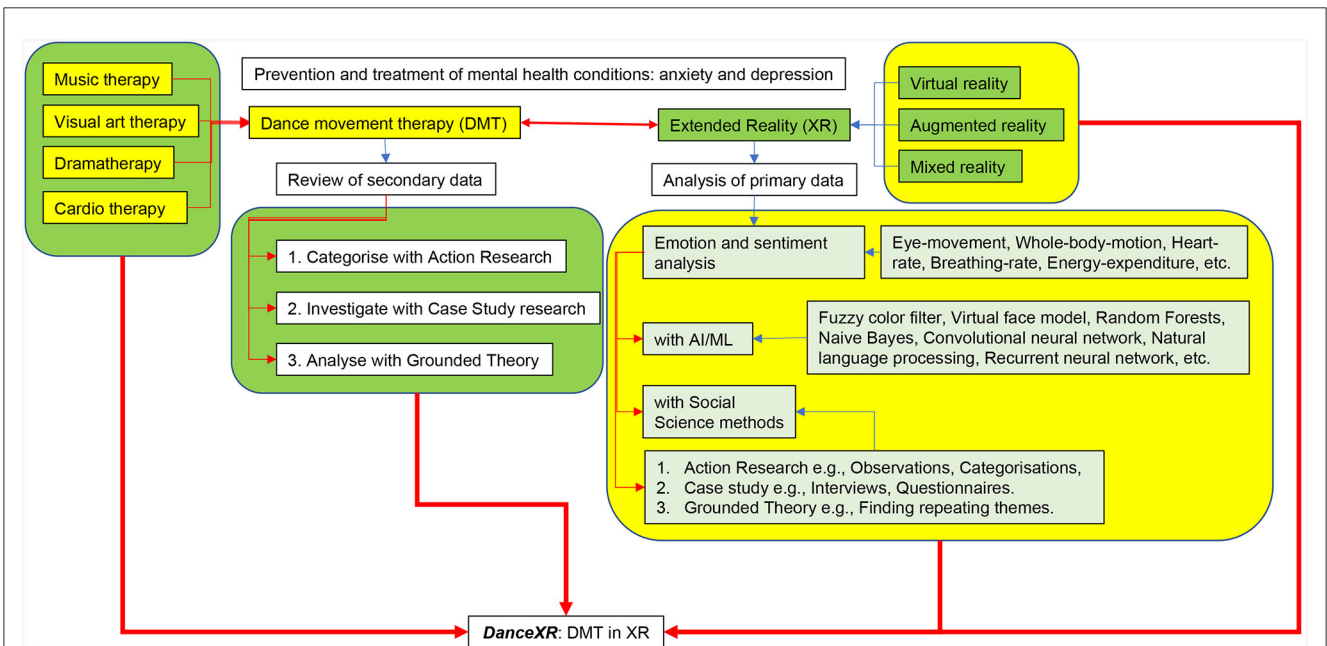 Prevention and treatment of mental health conditions: anxiety and depression
Music therapy
Visual art therapy
Dramatherapy
Cardio therapy
Dance movement therapy (DMT)
Extended Reality (XR)
Virtual reality
Augmented reality
Mixed reality
Review of secondary data
Analysis of primary data
1. Categorise with Action Research
2. Investigate with Case Study research
3. Analyse with Grounded Theory
Emotion and sentiment
analysis
Eye-movement, Whole-body-motion, Heart-
rate, Breathing-rate, Energy-expenditure, etc.
with AI/ML
Fuzzy color filter, Virtual face model, Random Forests,
Naive Bayes, Convolutional neural network, Natural
language processing, Recurrent neural network, etc.
with Social
Science methods
1. Action Research e.g., Observations, Categorisations,
2. Case study e.g., Interviews, Questionnaires.
3. Grounded Theory e.g., Finding repeating themes.
DanceXR: DMT in XR